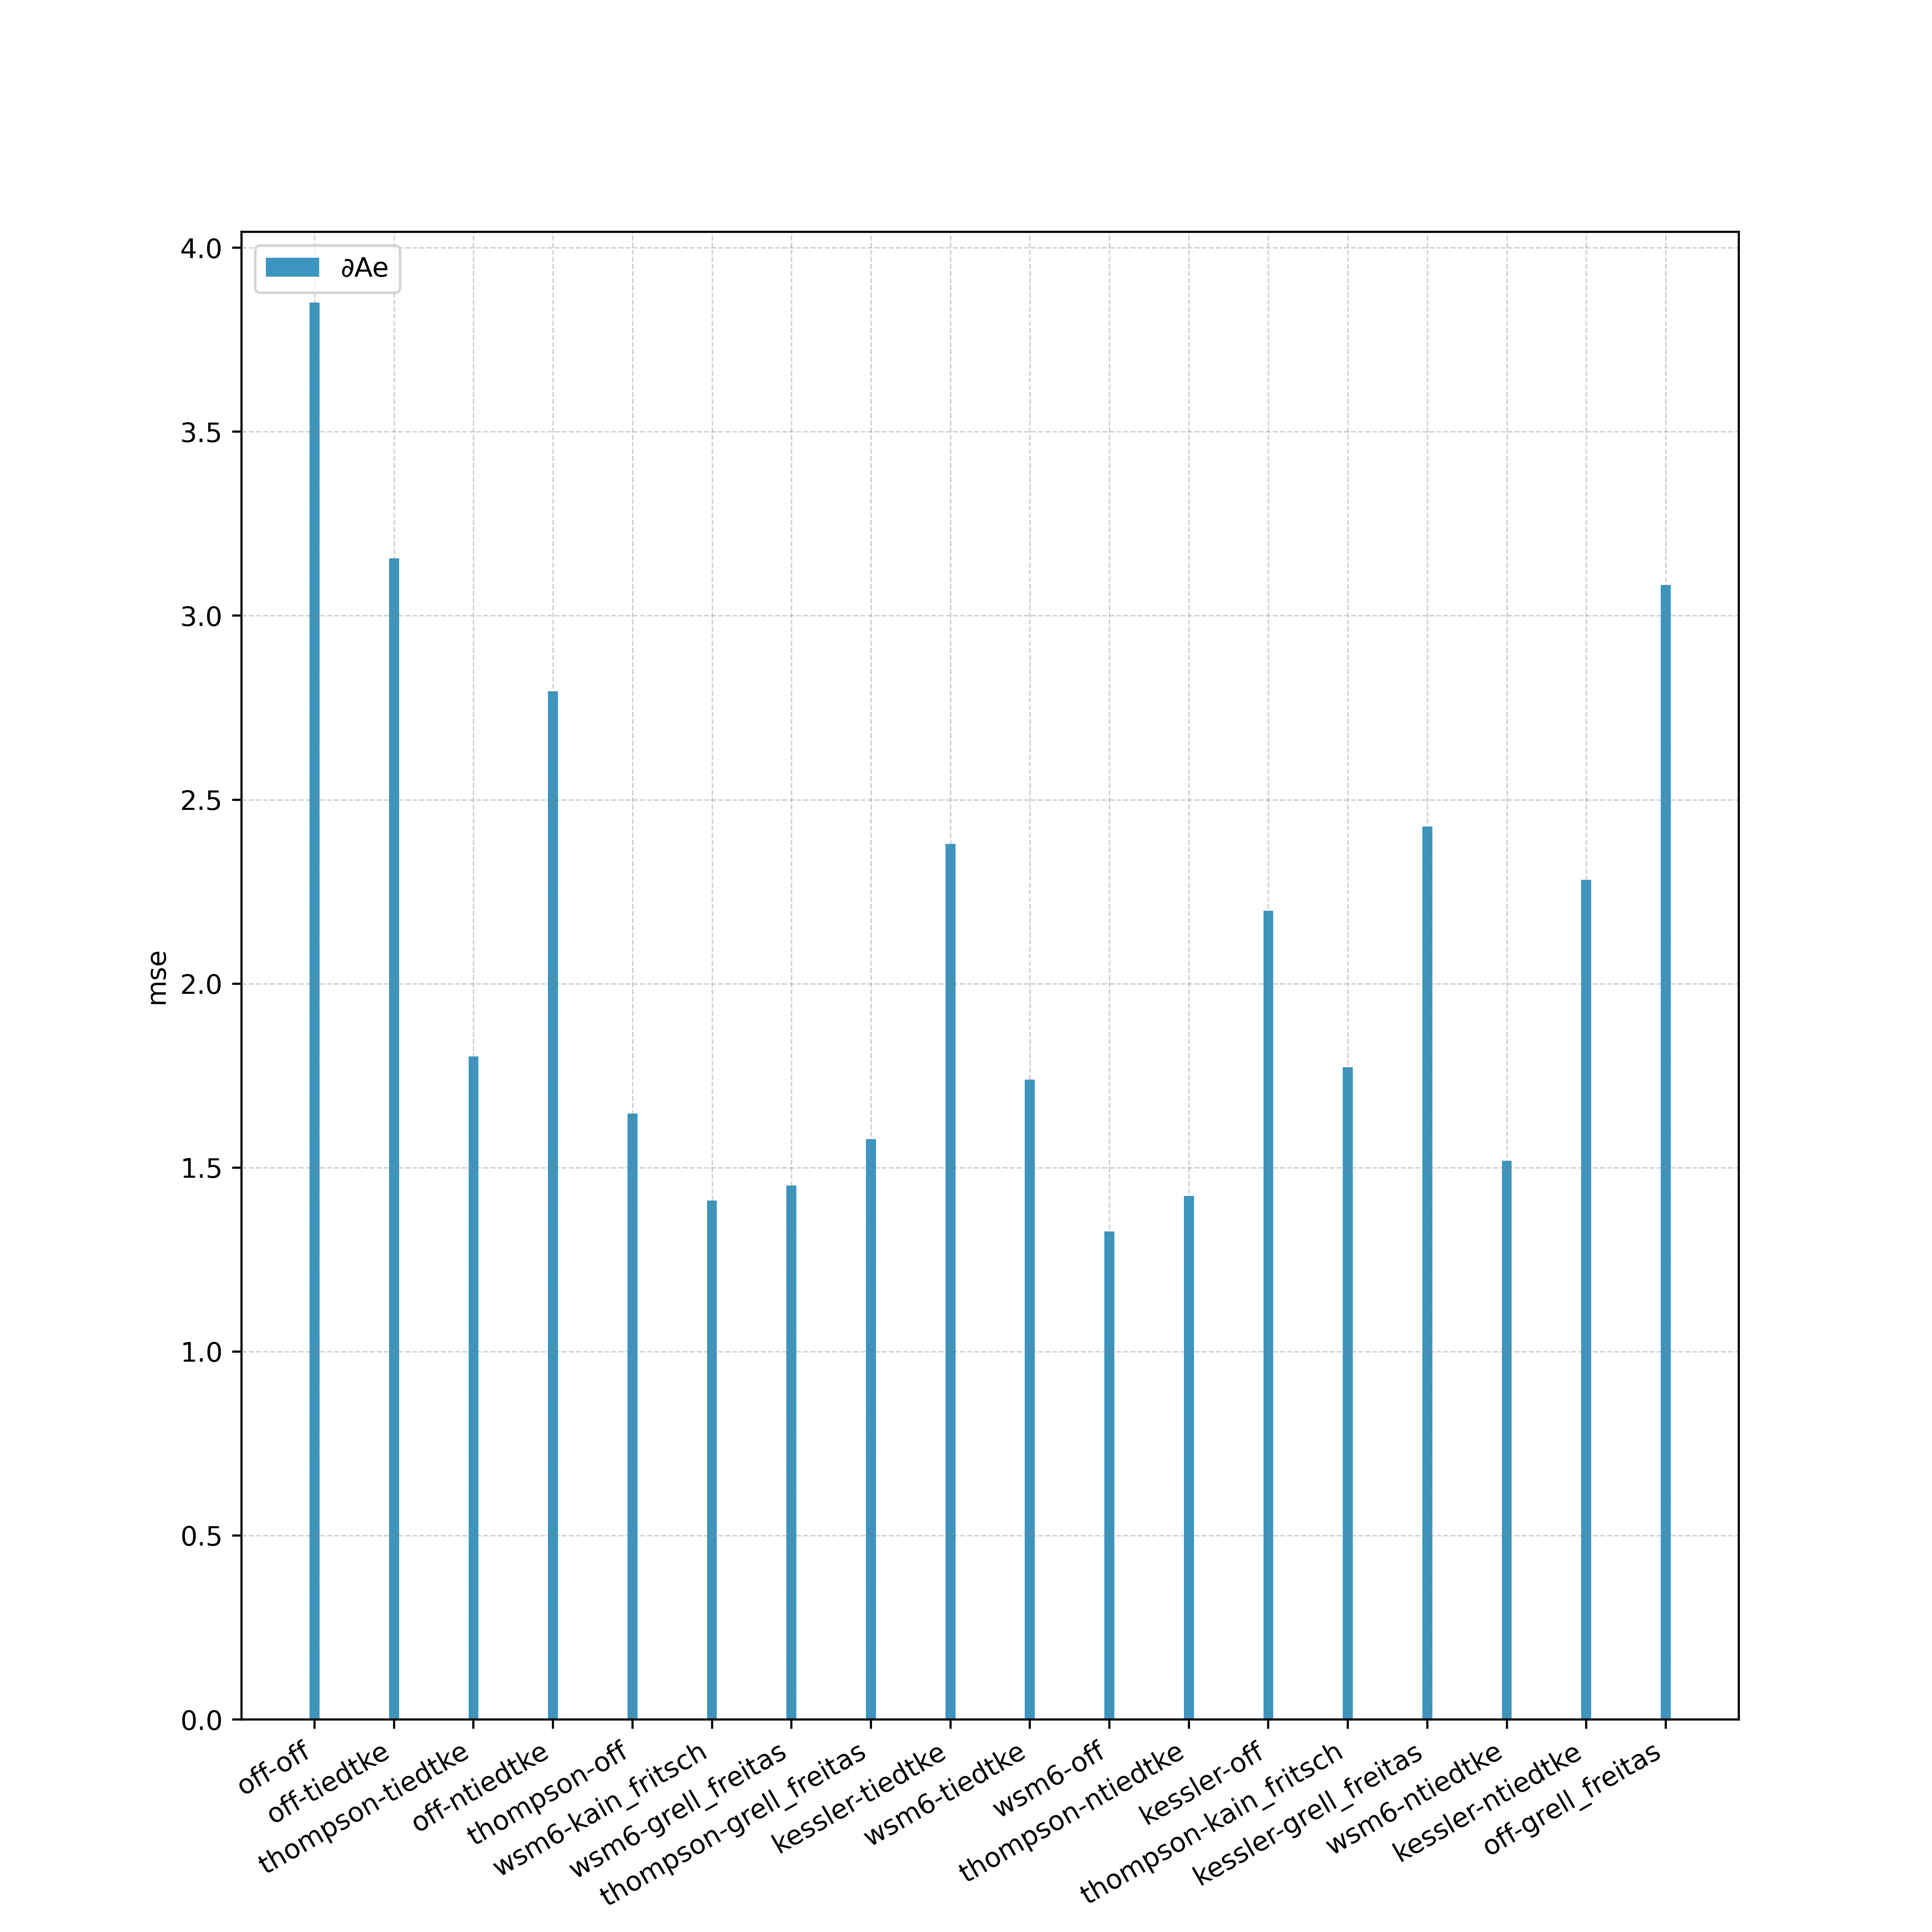 ∂Ae
4.0
3.5
3.0
2.5
2.0
1.5
1.0
0.5
0.0
mse
off-off
off-tiedtke
thompson-tiedtke
off-ntiedtke
thompson-off
wsm6-kain_fritsch
wsm6-grell_freitas
thompson-grell_freitas
kessler-tiedtke
wsm6-tiedtke
wsm6-off
thompson-ntiedtke
kessler-off
thompson-kain_fritsch
kessler-grell_freitas
wsm6-ntiedtke
kessler-ntiedtke
off-grell_freitas